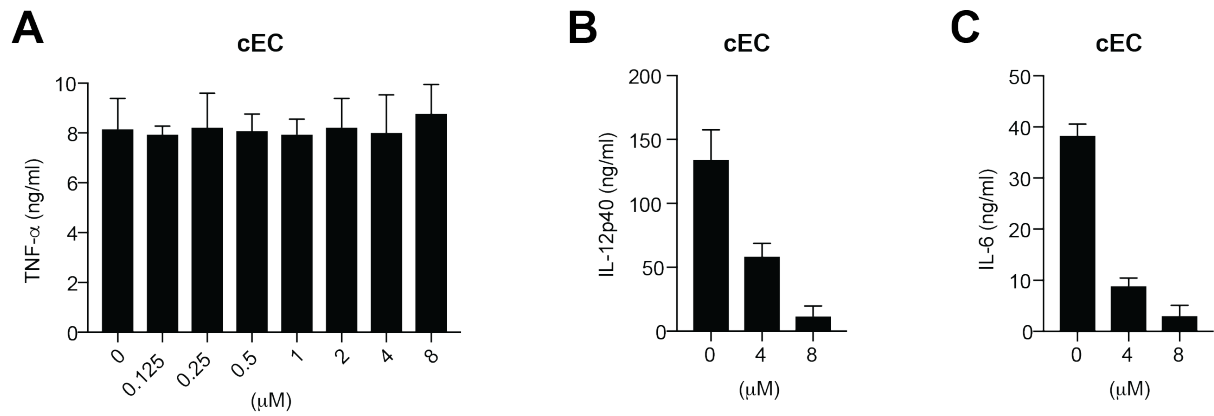 A
cEC
TNF-α (ng/ml)
10
8
6
4
2
0
0 0.125 0.25 0.5 1 2 4 8
(μM)
B
cEC
IL-12p40 (ng/ml)
200
150
100
50
0
0 4 8
(μM)
C
cEC
IL-6 (ng/ml)
50
40
30
20
10
0
0 4 8
(μM)